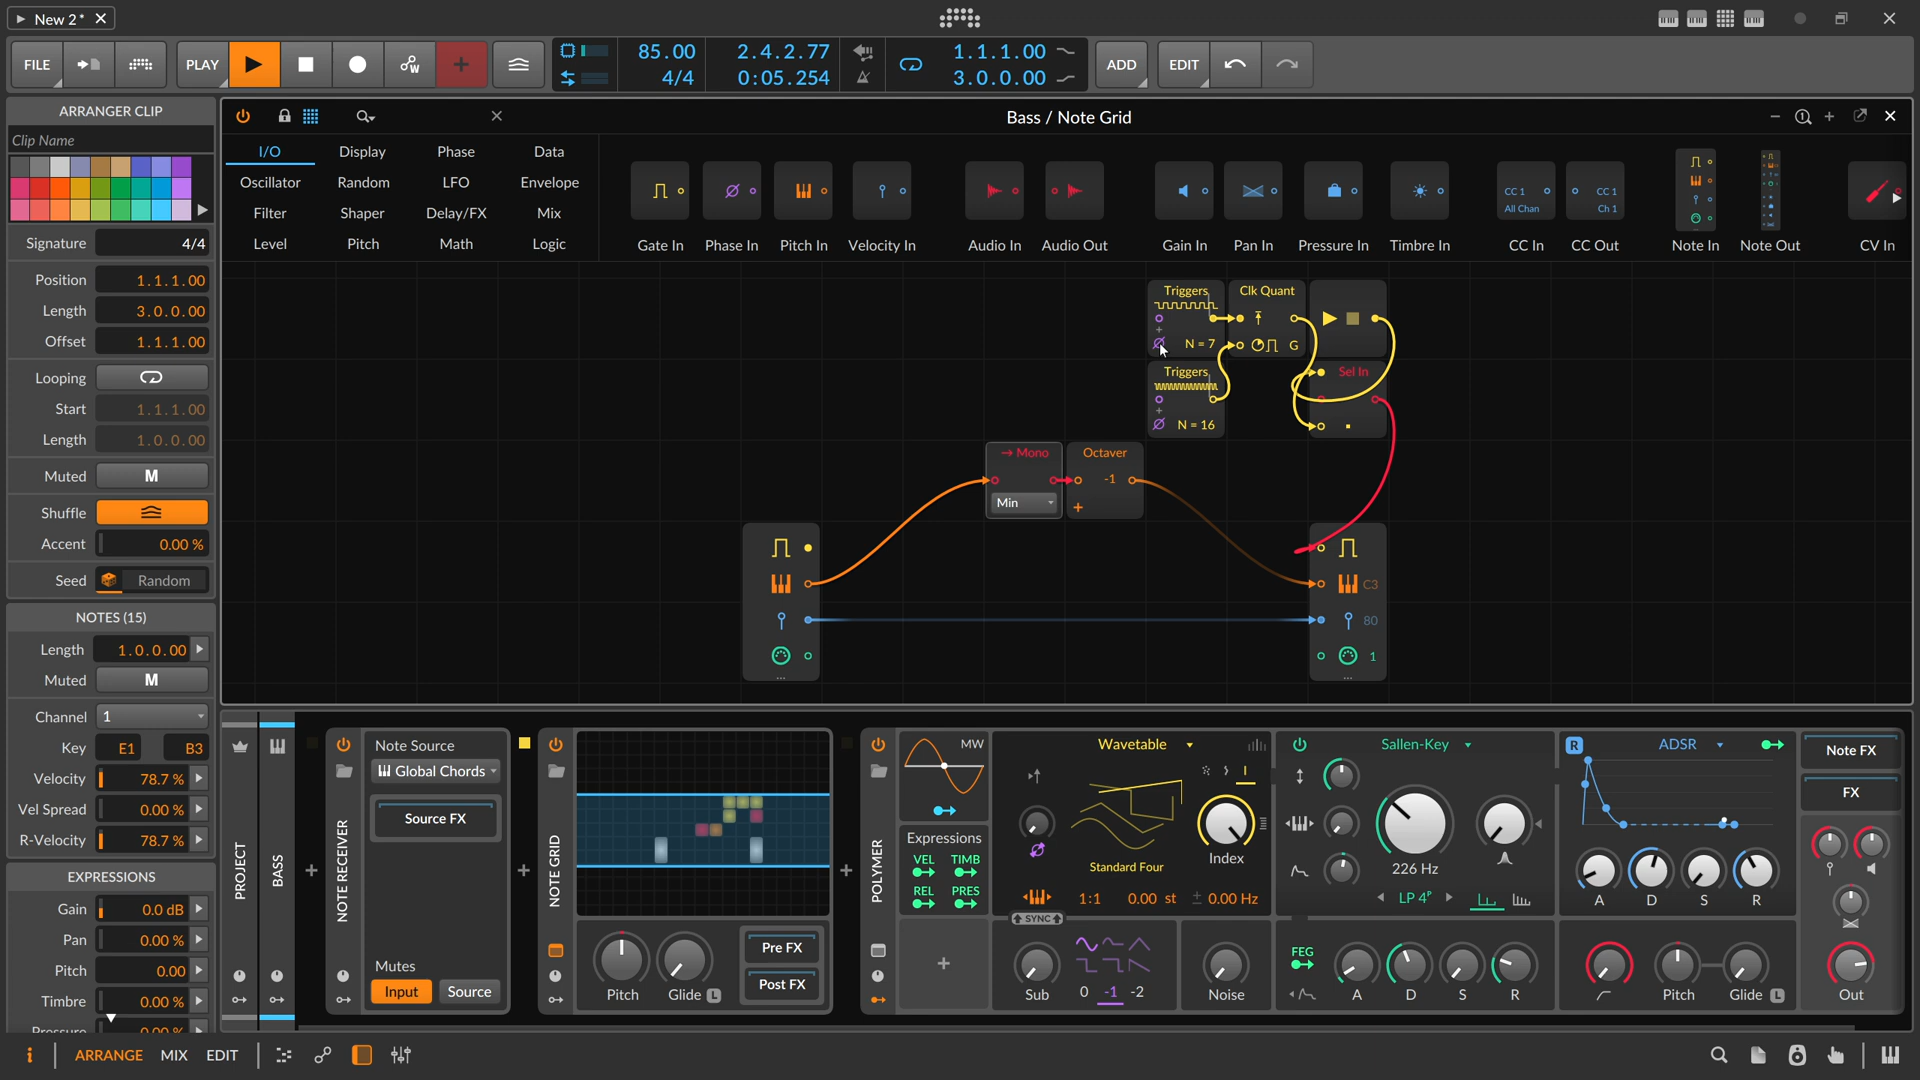 New 2*
FILE
PLAY
85.00
4/4
2.4.2.77
0:05.254
1.1.1.00
3.0.0.00
ADD
EDIT
ARRANGER CLIP
Clip Name
Signature 4/4
Position 1.1.1.00
Length 3.0.0.00
Offset 1.1.1.00
Looping
Start 1.1.1.00
Length 1.0.0.00
Muted M
Shuffle
Accent 0.00 %
Seed Random
NOTES (15)
Length 1.0.0.00
Muted M
Channel 1
Key E1 B3
Velocity 78.7 %
Vel Spread 0.00 %
R-Velocity 78.7 %
EXPRESSIONS
Gain 0.0 dB
Pan 0.00 %
Pitch 0.00
Timbre 0.00 %
Pressure 0.00 %
Bass / Note Grid
I/O Display Phase Data
Oscillator Random LFO Envelope
Filter Shaper Delay/FX Mix
Level Pitch Math Logic
CC 1
All Chan
CC 1
Ch 1
Gate In Phase In Pitch In Velocity In Audio In Audio Out Gain In Pan In Pressure In Timbre In CC In CC Out Note In Note Out CV In
Triggers
N = 7
Clk Quant
G
Triggers
N = 16
Sel In
→ Mono
Min
Octaver
-1
C3
80
1
PROJECT
BASS
NOTE RECEIVER
Note Source
Global Chords
Source FX
Mutes
Input Source
NOTE GRID
Pitch Glide L
Pre FX
Post FX
POLYMER
MW
Expressions
VEL TIMB
REL PRES
Wavetable
Standard Four
Index
1:1 0.00 st ± 0.00 Hz
SYNC
Sub
0 -1 -2
Noise
Sallen-Key
226 Hz
LP 4ᴾ
FEG
A D S R
R ADSR
A D S R
Pitch Glide L
Note FX
FX
Out
i ARRANGE MIX EDIT